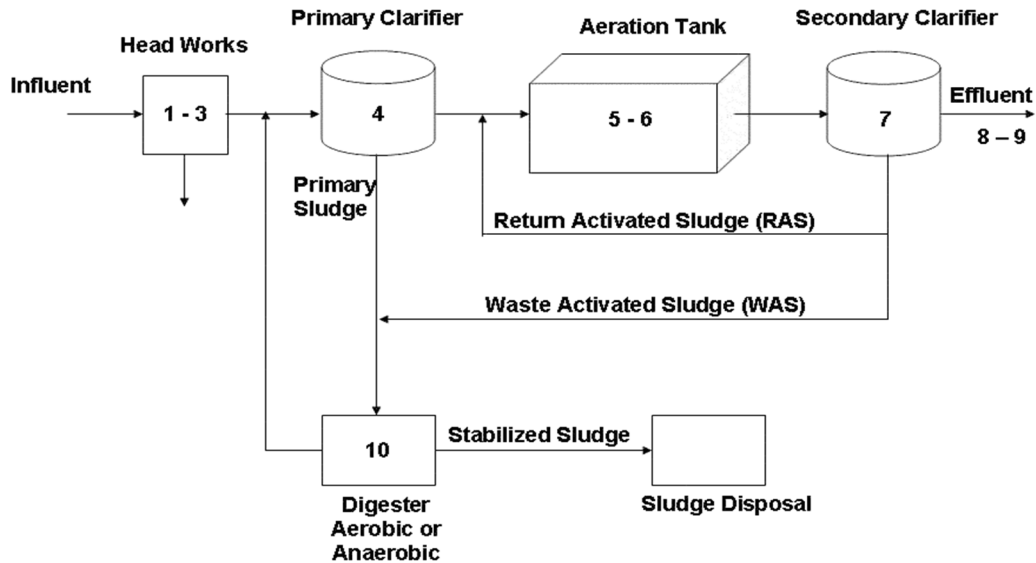 Primary Clarifier
Aeration Tank
Secondary Clarifier
Head Works
Influent
1 - 3
4
5 - 6
7
Effluent
8 – 9
Primary
Sludge
Return Activated Sludge (RAS)
Waste Activated Sludge (WAS)
10
Stabilized Sludge
Digester
Aerobic or
Anaerobic
Sludge Disposal